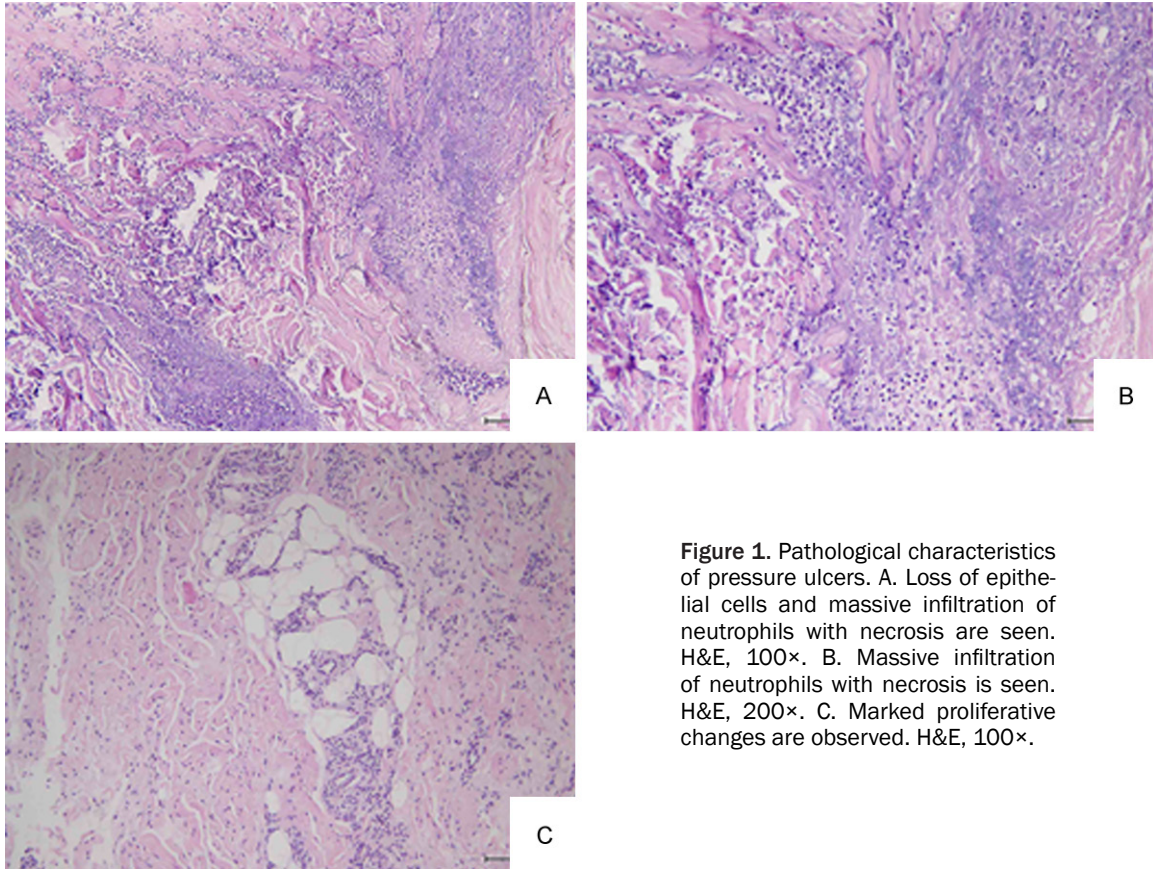 A
B
C
Figure 1. Pathological characteristics
of pressure ulcers. A. Loss of epithe-
lial cells and massive infiltration of
neutrophils with necrosis are seen.
H&E, 100×. B. Massive infiltration
of neutrophils with necrosis is seen.
H&E, 200×. C. Marked proliferative
changes are observed. H&E, 100×.